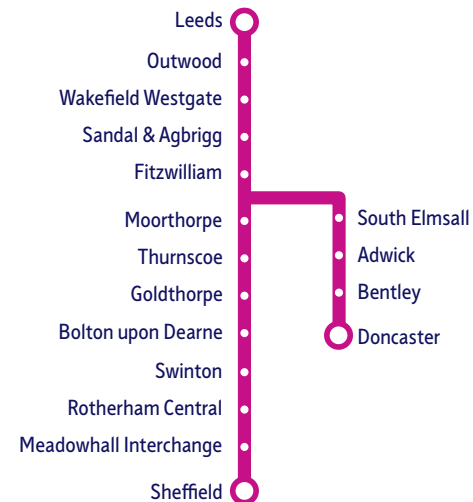 Leeds
Outwood
Wakefield Westgate
Sandal & Agbrigg
Fitzwilliam
Moorthorpe
Thurnscoe
Goldthorpe
Bolton upon Dearne
Swinton
Rotherham Central
Meadowhall Interchange
Sheffield
South Elmsall
Adwick
Bentley
Doncaster